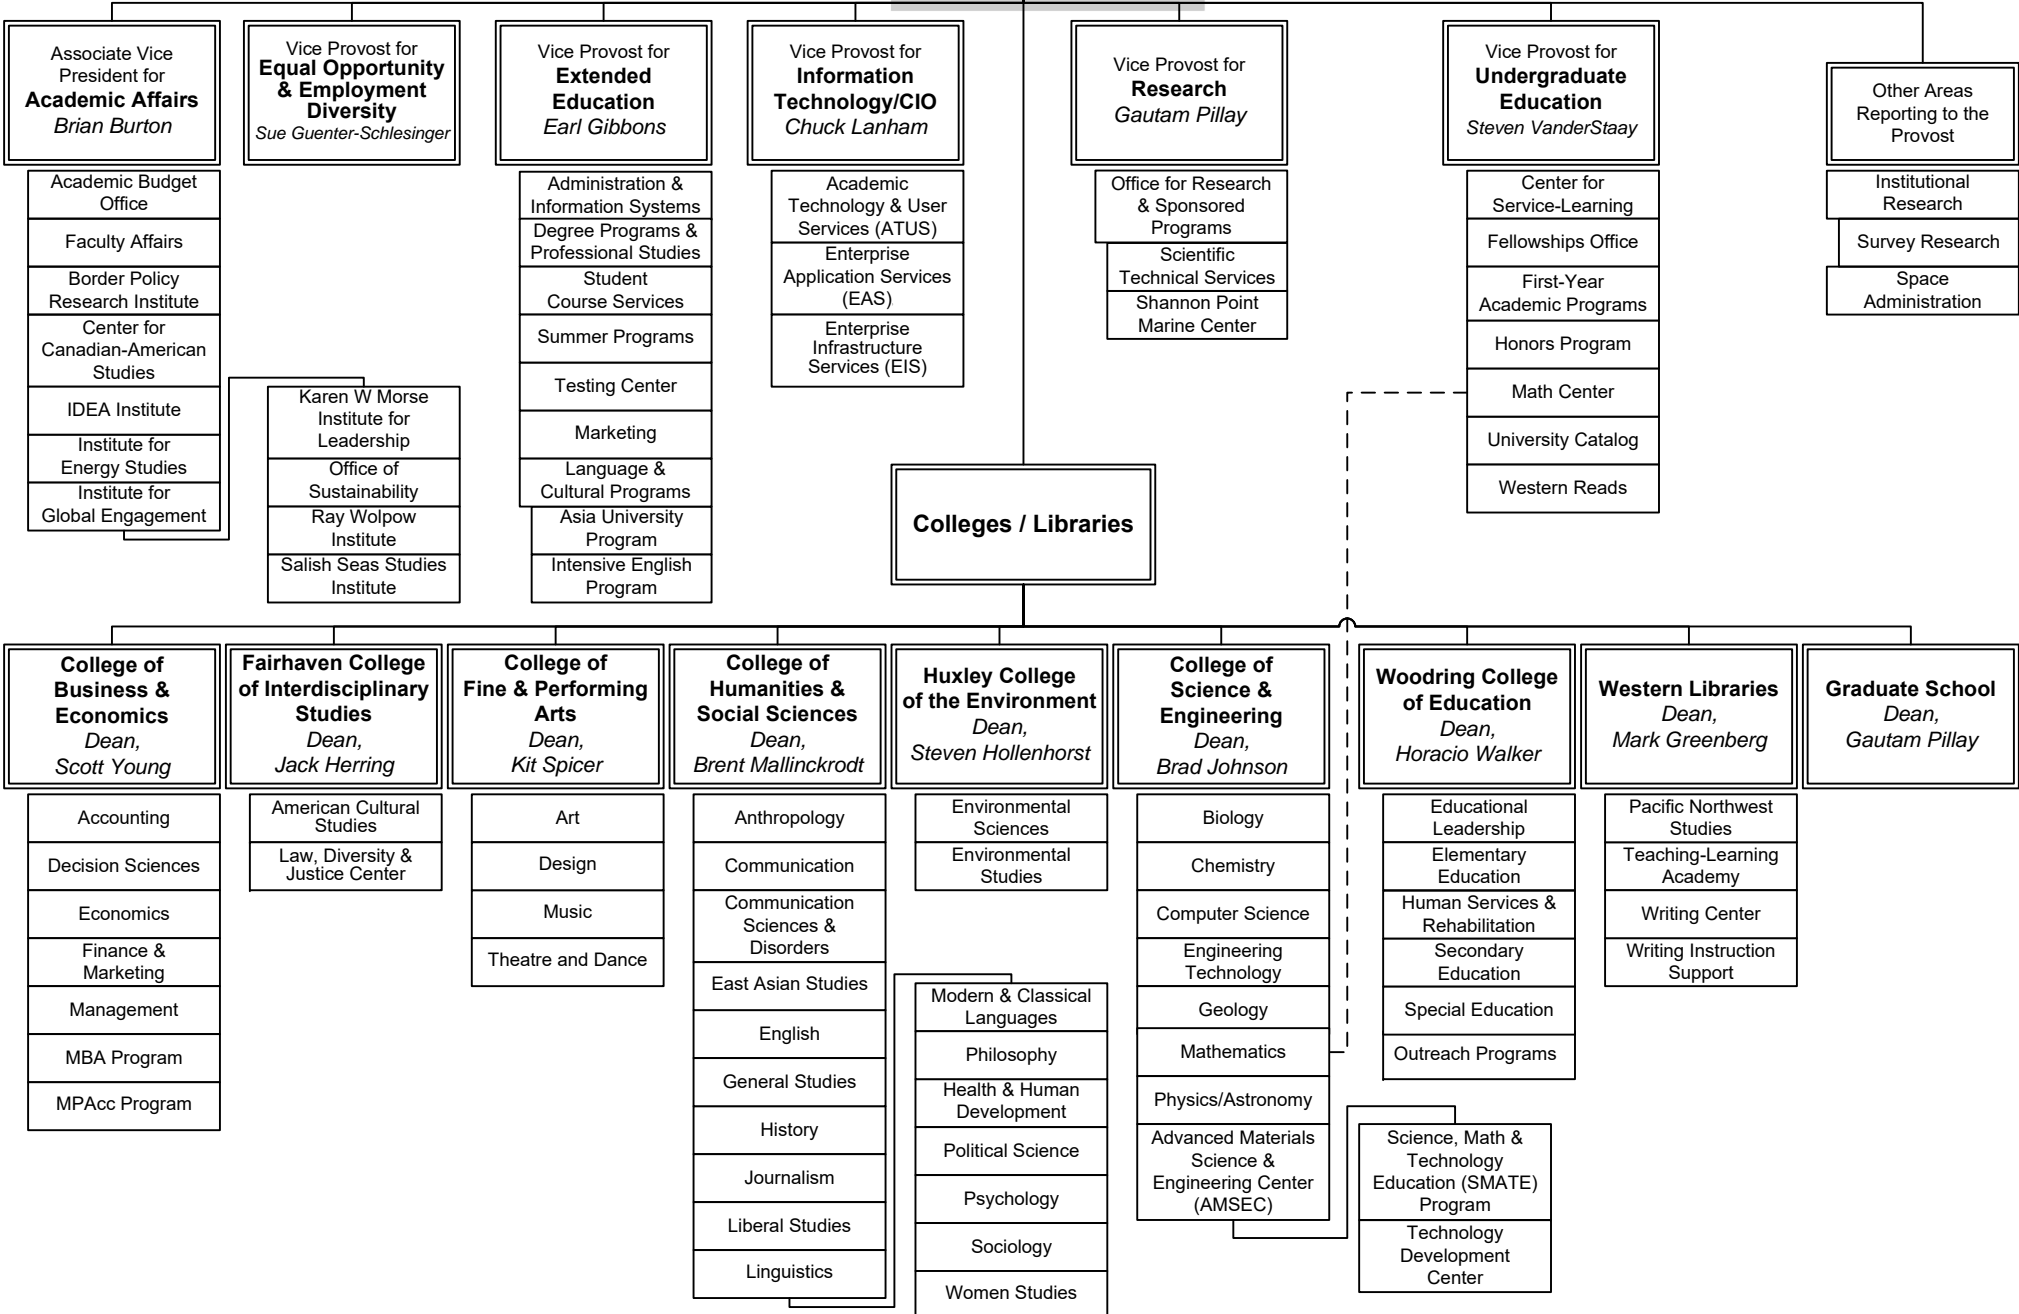 Associate Vice
President for
Academic Affairs
Brian Burton
Academic Budget
Office
Faculty Affairs
Border Policy
Research Institute
Center for
Canadian-American
Studies
IDEA Institute
Institute for
Energy Studies
Institute for
Global Engagement
Karen W Morse
Institute for
Leadership
Office of
Sustainability
Ray Wolpow
Institute
Salish Seas Studies
Institute
Vice Provost for
Equal Opportunity
& Employment
Diversity
Sue Guenter-Schlesinger
Vice Provost for
Extended
Education
Earl Gibbons
Administration &
Information Systems
Degree Programs &
Professional Studies
Student
Course Services
Summer Programs
Testing Center
Marketing
Language &
Cultural Programs
Asia University
Program
Intensive English
Program
Vice Provost for
Information
Technology/CIO
Chuck Lanham
Academic
Technology & User
Services (ATUS)
Enterprise
Application Services
(EAS)
Enterprise
Infrastructure
Services (EIS)
Vice Provost for
Research
Gautam Pillay
Office for Research
& Sponsored
Programs
Scientific
Technical Services
Shannon Point
Marine Center
Vice Provost for
Undergraduate
Education
Steven VanderStaay
Center for
Service-Learning
Fellowships Office
First-Year
Academic Programs
Honors Program
Math Center
University Catalog
Western Reads
Other Areas
Reporting to the
Provost
Institutional
Research
Survey Research
Space
Administration
Colleges / Libraries
College of
Business &
Economics
Dean,
Scott Young
Accounting
Decision Sciences
Economics
Finance &
Marketing
Management
MBA Program
MPAcc Program
Fairhaven College
of Interdisciplinary
Studies
Dean,
Jack Herring
American Cultural
Studies
Law, Diversity &
Justice Center
College of
Fine & Performing
Arts
Dean,
Kit Spicer
Art
Design
Music
Theatre and Dance
College of
Humanities &
Social Sciences
Dean,
Brent Mallinckrodt
Anthropology
Communication
Communication
Sciences &
Disorders
East Asian Studies
English
General Studies
History
Journalism
Liberal Studies
Linguistics
Modern & Classical
Languages
Philosophy
Health & Human
Development
Political Science
Psychology
Sociology
Women Studies
Huxley College
of the Environment
Dean,
Steven Hollenhorst
Environmental
Sciences
Environmental
Studies
College of
Science &
Engineering
Dean,
Brad Johnson
Biology
Chemistry
Computer Science
Engineering
Technology
Geology
Mathematics
Physics/Astronomy
Advanced Materials
Science &
Engineering Center
(AMSEC)
Science, Math &
Technology
Education (SMATE)
Program
Technology
Development
Center
Woodring College
of Education
Dean,
Horacio Walker
Educational
Leadership
Elementary
Education
Human Services &
Rehabilitation
Secondary
Education
Special Education
Outreach Programs
Western Libraries
Dean,
Mark Greenberg
Pacific Northwest
Studies
Teaching-Learning
Academy
Writing Center
Writing Instruction
Support
Graduate School
Dean,
Gautam Pillay